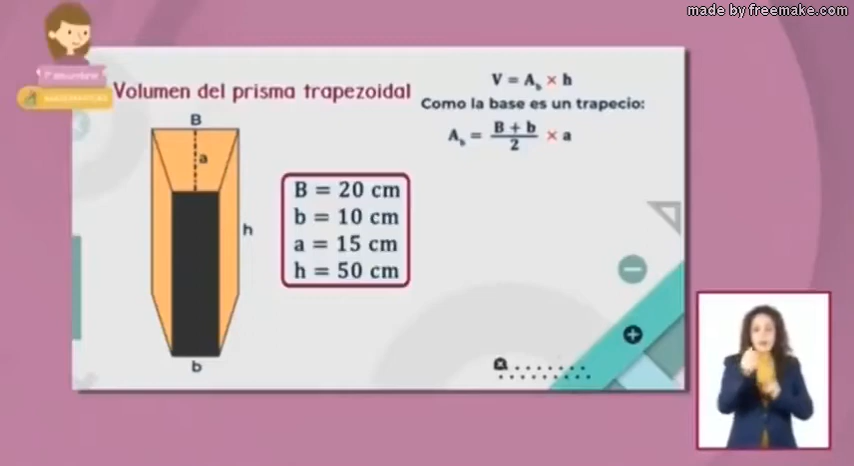 made by freemake.com
Volumen del prisma trapezoidal
V = A_b × h
Como la base es un trapecio:
A_b = B + b / 2 × a
B
a
h
b
B = 20 cm
b = 10 cm
a = 15 cm
h = 50 cm